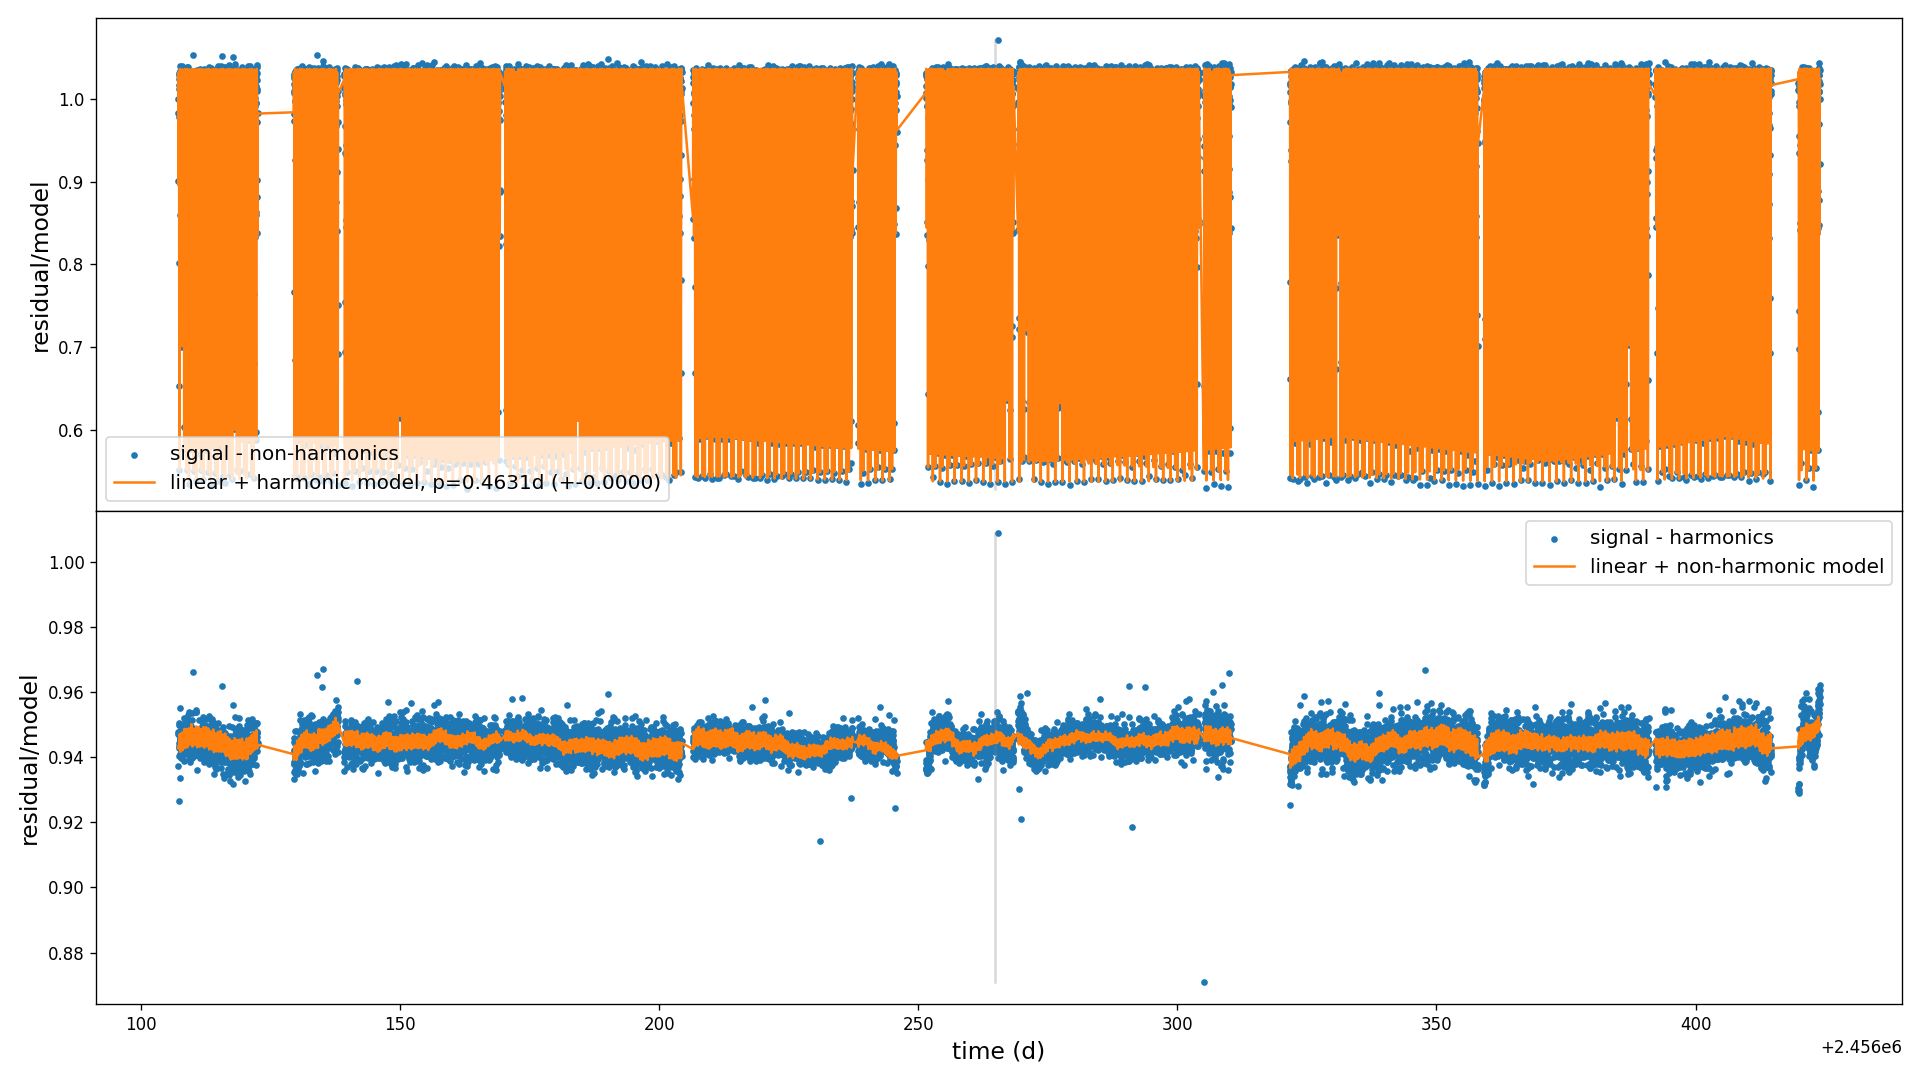 residual/model
1.0
0.9
0.8
0.7
0.6
signal - non-harmonics
linear + harmonic model, p=0.4631d (+-0.0000)
residual/model
1.00
0.98
0.96
0.94
0.92
0.90
0.88
signal - harmonics
linear + non-harmonic model
100 150 200 250 300 350 400
time (d)
+2.456e6